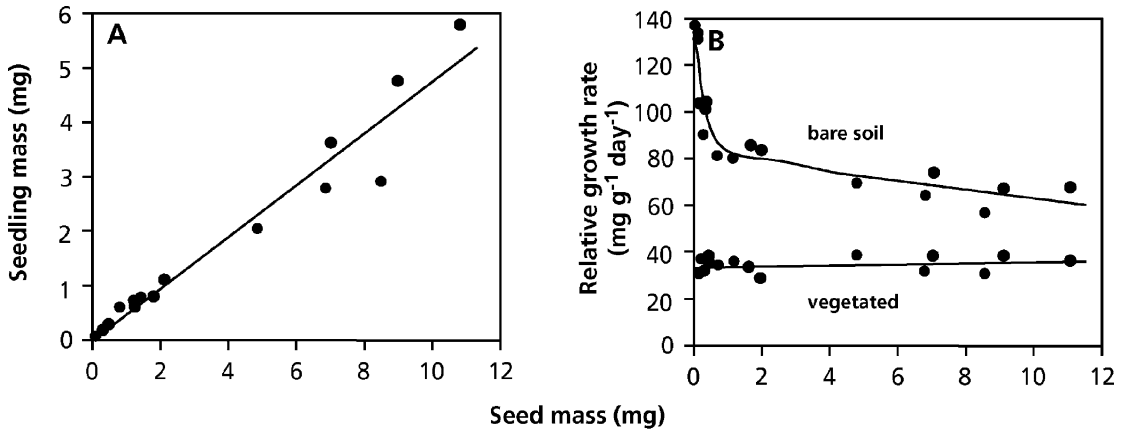 A
Seedling mass (mg)
6
5
4
3
2
1
0
0 2 4 6 8 10 12
B
Relative growth rate
(mg g⁻¹ day⁻¹)
140
120
100
80
60
40
20
0
bare soil
vegetated
0 2 4 6 8 10 12
Seed mass (mg)